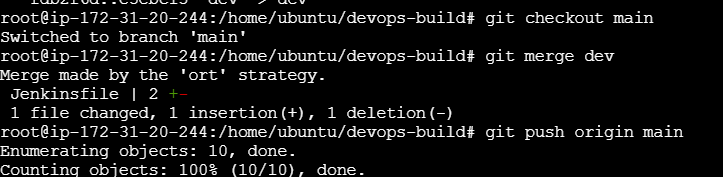 root@ip-172-31-20-244:/home/ubuntu/devops-build# git checkout main
Switched to branch 'main'
root@ip-172-31-20-244:/home/ubuntu/devops-build# git merge dev
Merge made by the 'ort' strategy.
Jenkinsfile | 2 +-
1 file changed, 1 insertion(+), 1 deletion(-)
root@ip-172-31-20-244:/home/ubuntu/devops-build# git push origin main
Enumerating objects: 10, done.
Counting objects: 100% (10/10), done.